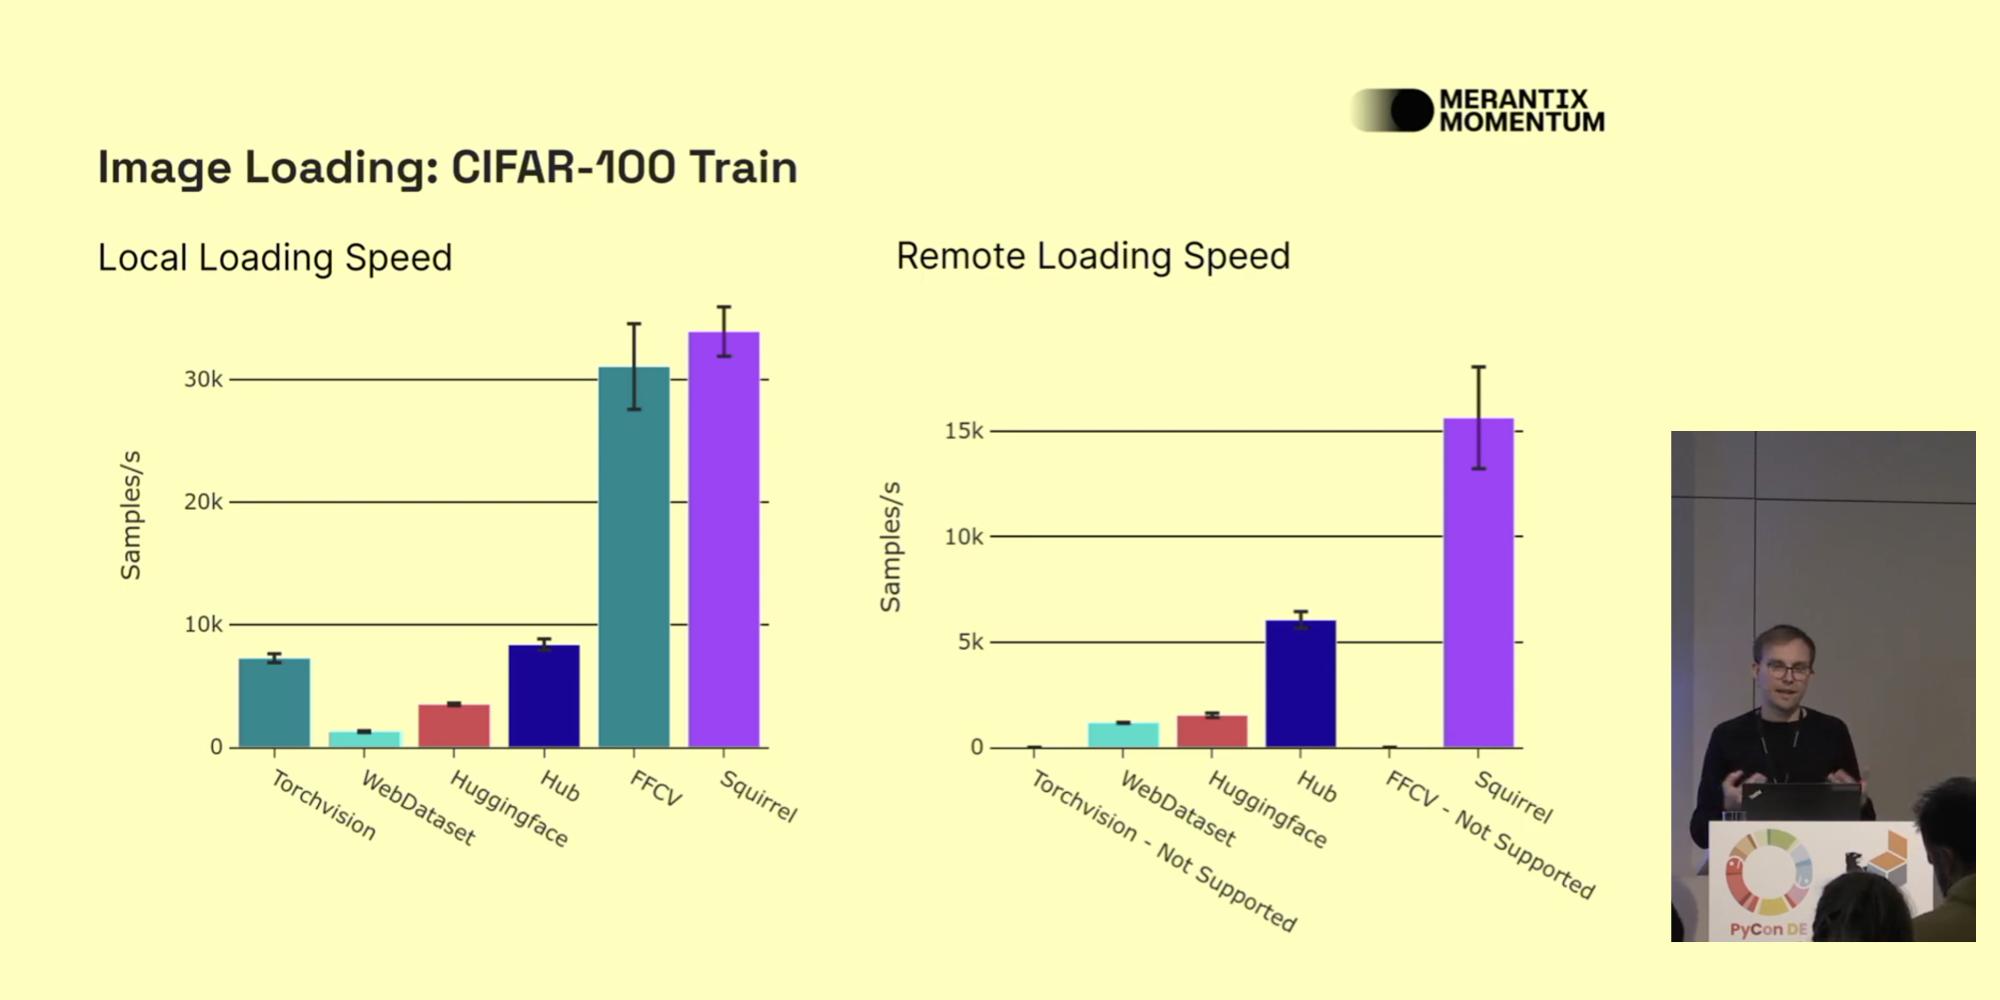 MERANTIX
MOMENTUM
Image Loading: CIFAR-100 Train
Local Loading Speed
30k
20k
10k
0
Samples/s
Torchvision
WebDataset
Huggingface
Hub
FFCV
Squirrel
Remote Loading Speed
15k
10k
5k
0
Samples/s
Torchvision - Not Supported
WebDataset
Huggingface
Hub
FFCV - Not Supported
Squirrel
PyCon DE